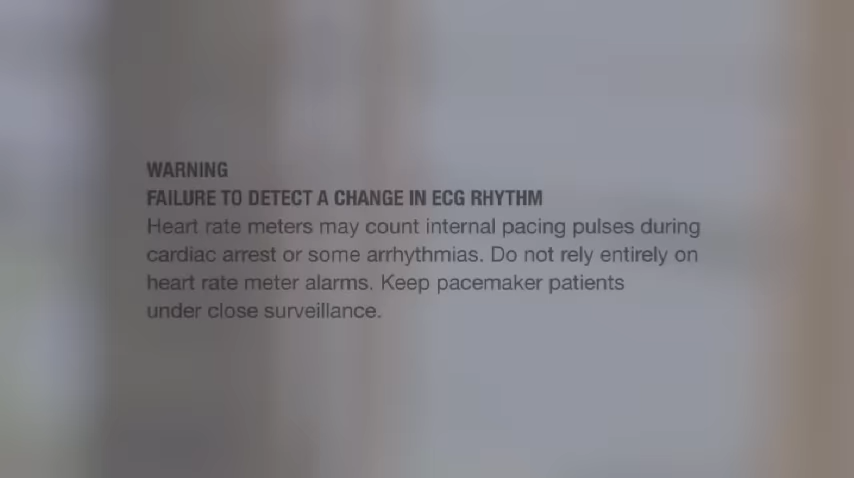 WARNING
FAILURE TO DETECT A CHANGE IN ECG RHYTHM
Heart rate meters may count internal pacing pulses during
cardiac arrest or some arrhythmias. Do not rely entirely on
heart rate meter alarms. Keep pacemaker patients
under close surveillance.